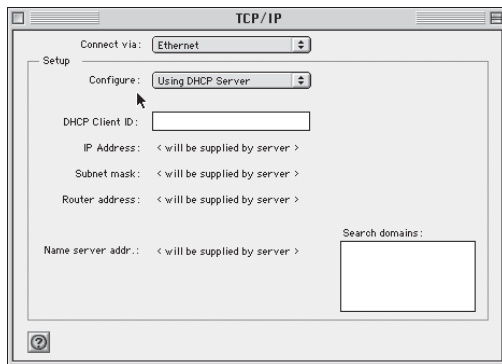 TCP/IP
Connect via: Ethernet
Setup
Configure: Using DHCP Server
DHCP Client ID:
IP Address: < will be supplied by server >
Subnet mask: < will be supplied by server >
Router address: < will be supplied by server >
Search domains:
Name server addr.: < will be supplied by server >
?